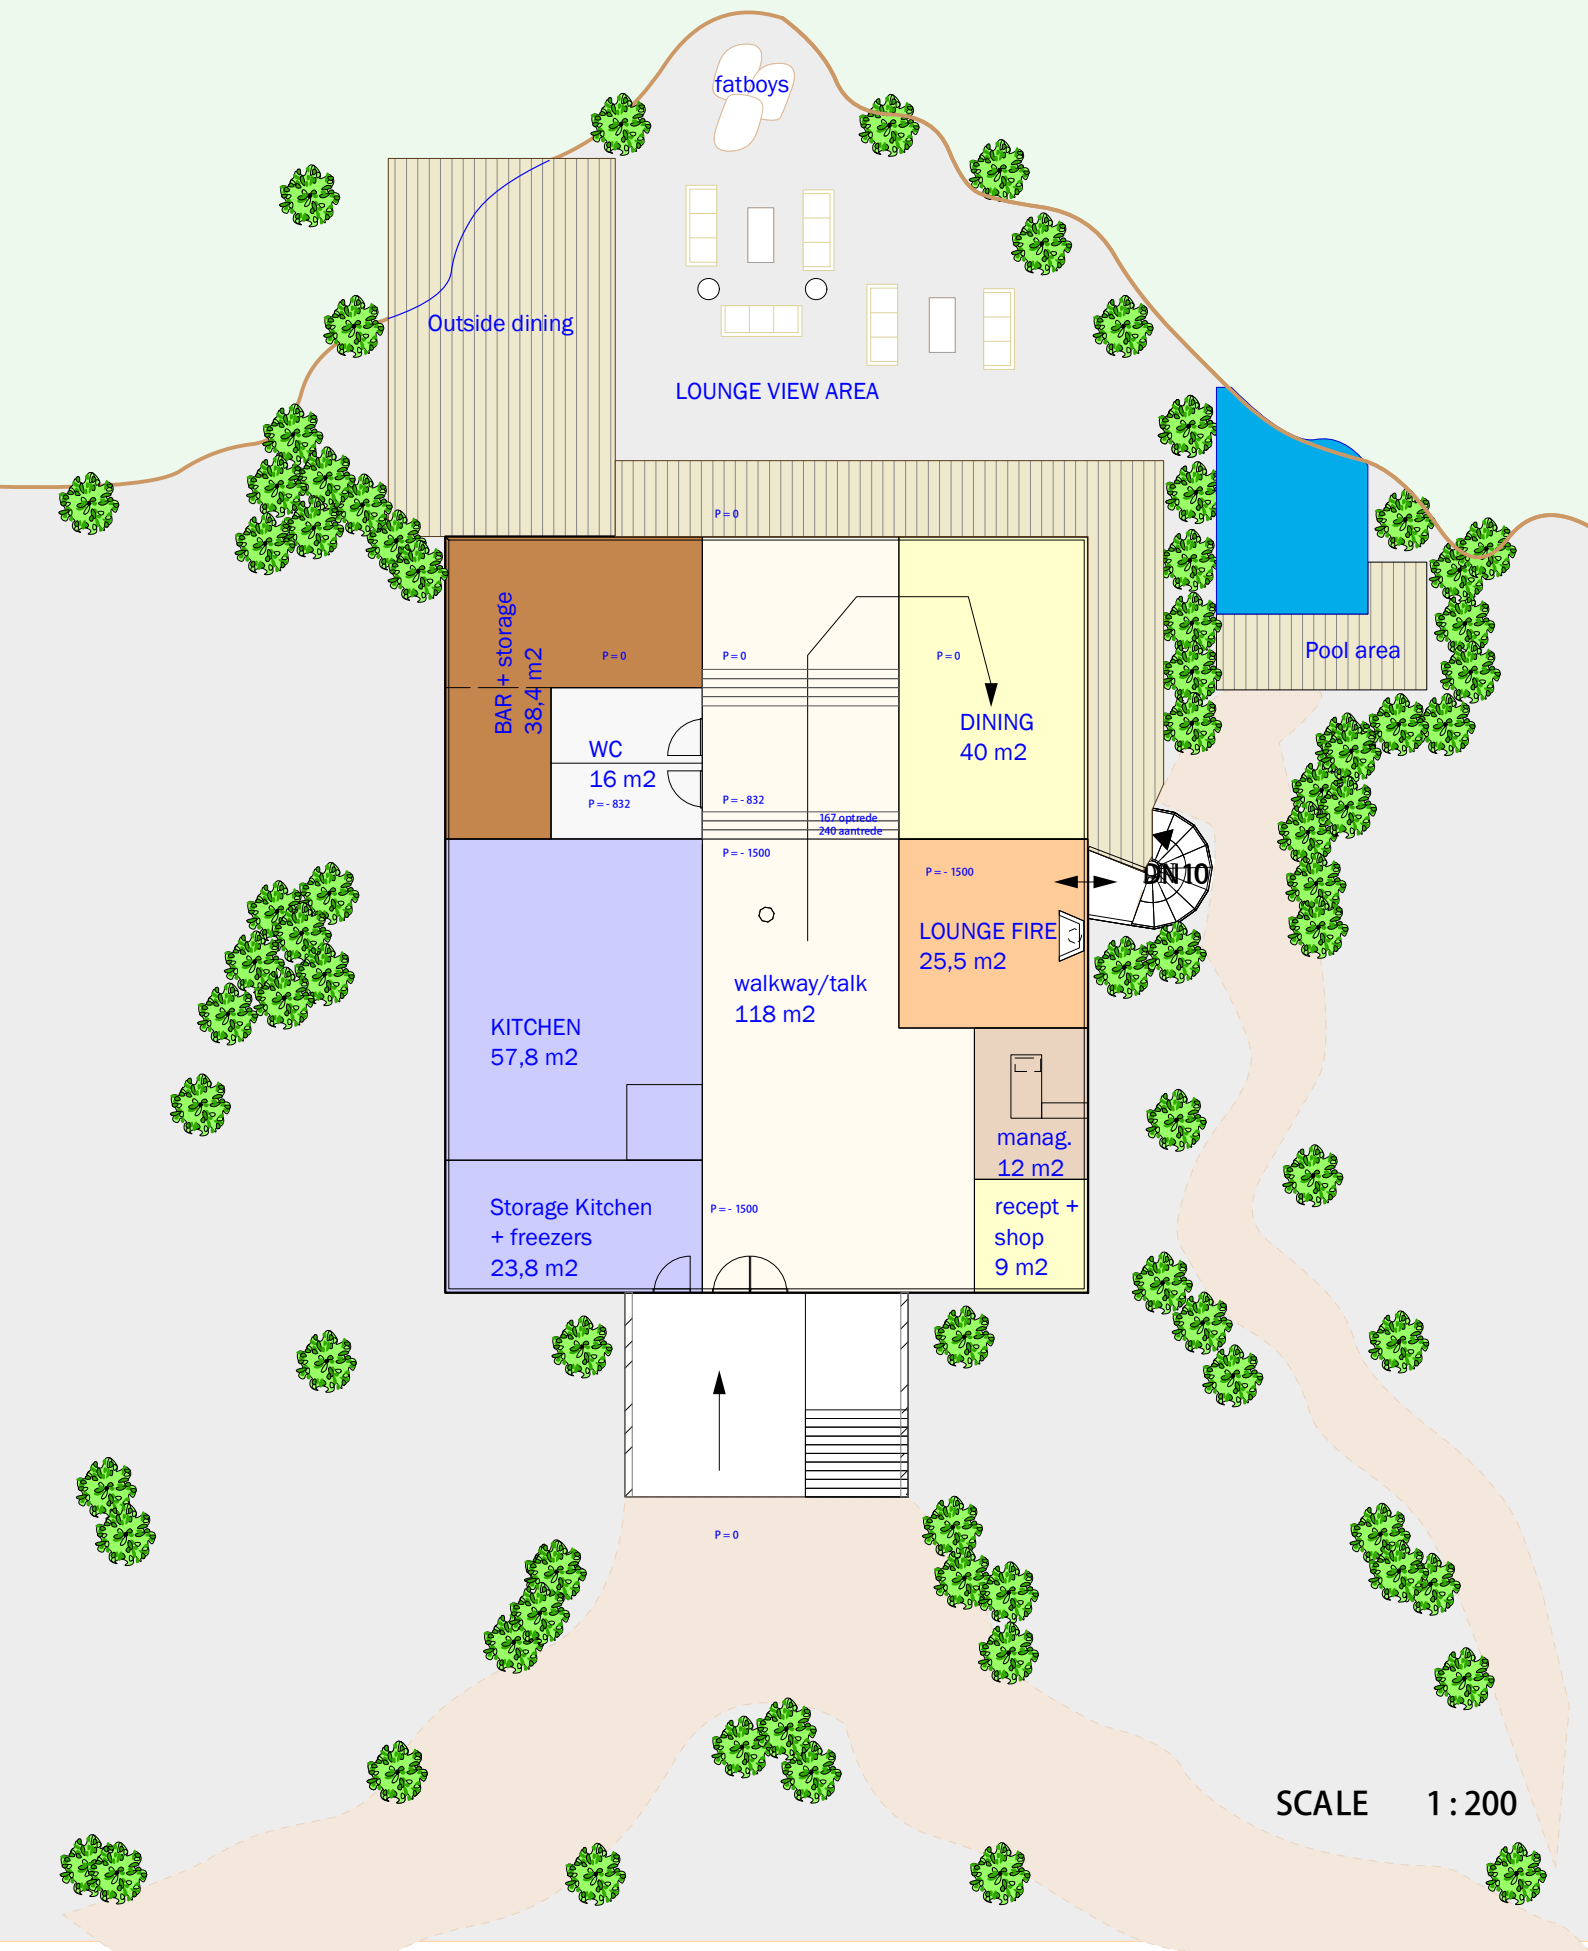 fatboys
Outside dining
LOUNGE VIEW AREA
P = 0
BAR + storage
38,4 m2
P = 0
P = 0
P = 0
Pool area
DINING
40 m2
WC
16 m2
P = - 832
P = - 832
167 optrede
240 aantrede
P = - 1500
P = - 1500
LOUNGE FIRE
25,5 m2
walkway/talk
118 m2
KITCHEN
57,8 m2
manag.
12 m2
Storage Kitchen
+ freezers
23,8 m2
P = - 1500
recept +
shop
9 m2
P = 0
SCALE 1 : 200